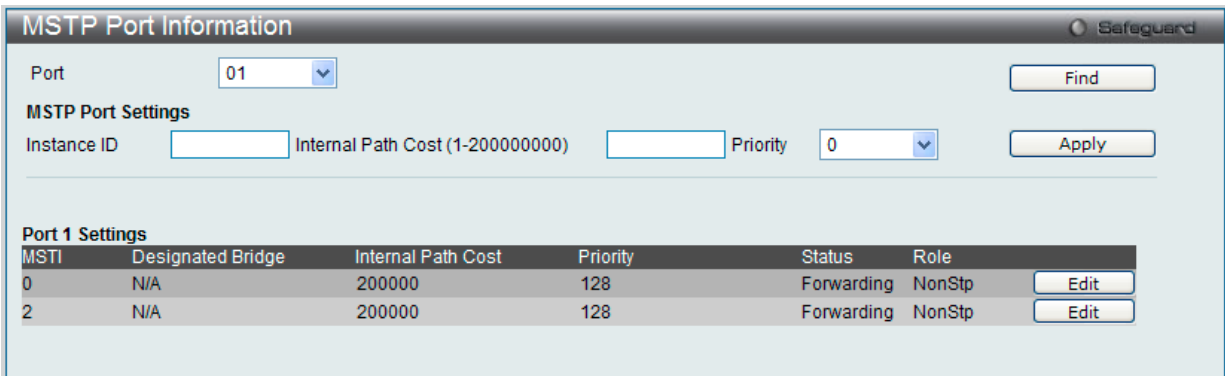 MSTP Port Information Safeguard
Port 01 Find
MSTP Port Settings
Instance ID Internal Path Cost (1-200000000) Priority 0 Apply
Port 1 Settings
MSTI Designated Bridge Internal Path Cost Priority Status Role
0 N/A 200000 128 Forwarding NonStp Edit
2 N/A 200000 128 Forwarding NonStp Edit